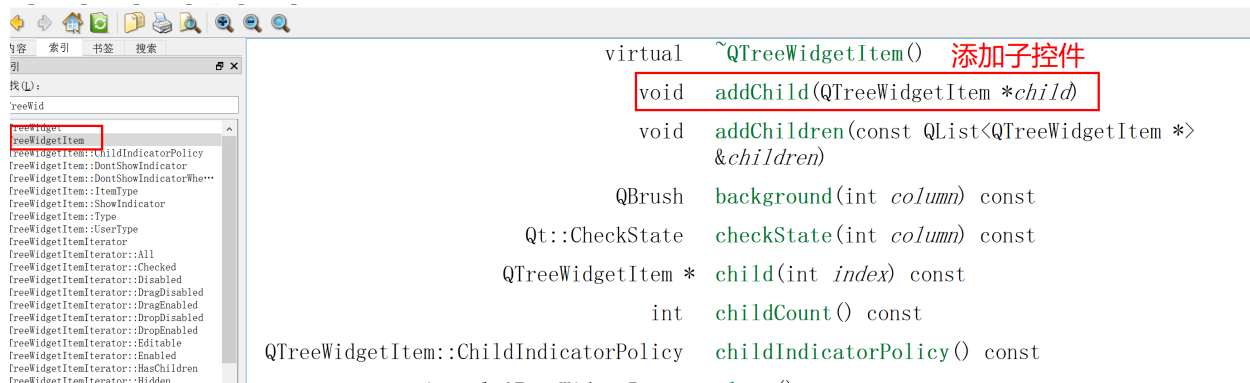 内容 索引 书签 搜索
引
找(L):
TreeWid
TreeWidget
TreeWidgetItem
TreeWidgetItem::ChildIndicatorPolicy
TreeWidgetItem::DontShowIndicator
TreeWidgetItem::DontShowIndicatorWhe…
TreeWidgetItem::ItemType
TreeWidgetItem::ShowIndicator
TreeWidgetItem::Type
TreeWidgetItem::UserType
TreeWidgetItemIterator
TreeWidgetItemIterator::All
TreeWidgetItemIterator::Checked
TreeWidgetItemIterator::Disabled
TreeWidgetItemIterator::DragDisabled
TreeWidgetItemIterator::DragEnabled
TreeWidgetItemIterator::DropDisabled
TreeWidgetItemIterator::DropEnabled
TreeWidgetItemIterator::Editable
TreeWidgetItemIterator::Enabled
TreeWidgetItemIterator::HasChildren
TreeWidgetItemIterator::Hidden
virtual ~QTreeWidgetItem() 添加子控件
void addChild(QTreeWidgetItem *child)
void addChildren(const QList<QTreeWidgetItem *>
&children)
QBrush background(int column) const
Qt::CheckState checkState(int column) const
QTreeWidgetItem * child(int index) const
int childCount() const
QTreeWidgetItem::ChildIndicatorPolicy childIndicatorPolicy() const